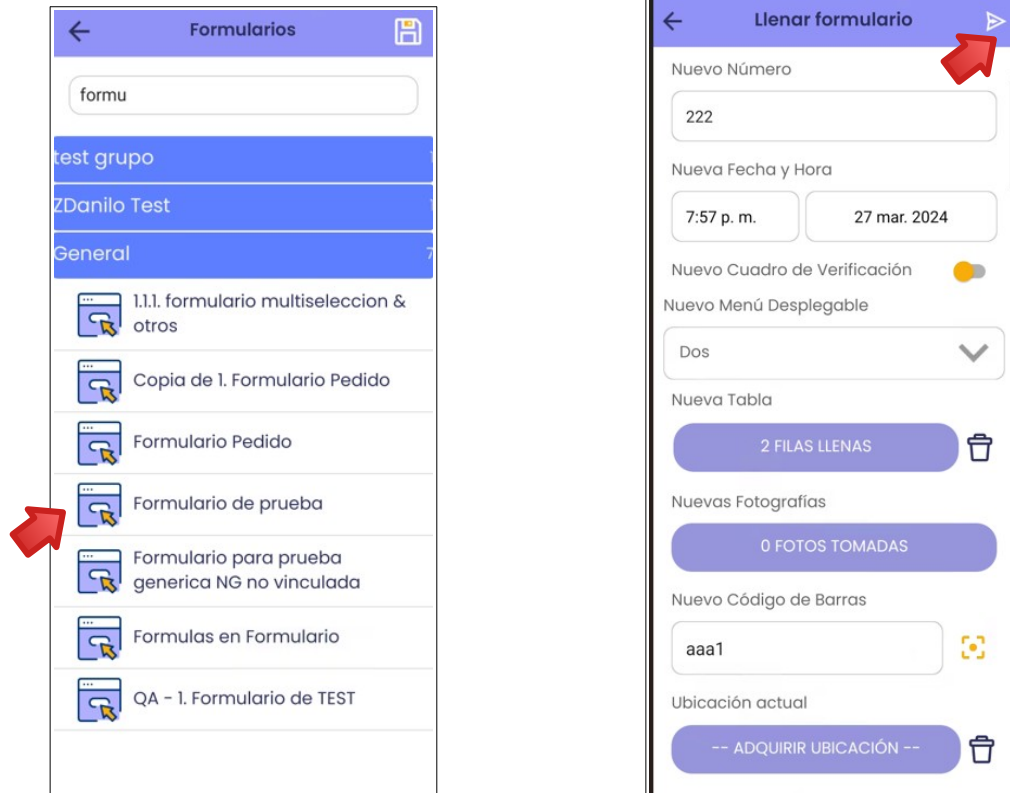 Formularios
formu
test grupo
1
ZDanilo Test
1
General
7
1.1.1. formulario multiseleccion &
otros
Copia de 1. Formulario Pedido
Formulario Pedido
Formulario de prueba
Formulario para prueba
generica NG no vinculada
Formulas en Formulario
QA - 1. Formulario de TEST
Llenar formulario
Nuevo Número
222
Nueva Fecha y Hora
7:57 p. m.
27 mar. 2024
Nuevo Cuadro de Verificación
Nuevo Menú Desplegable
Dos
Nueva Tabla
2 FILAS LLENAS
Nuevas Fotografías
0 FOTOS TOMADAS
Nuevo Código de Barras
aaa1
Ubicación actual
-- ADQUIRIR UBICACIÓN --